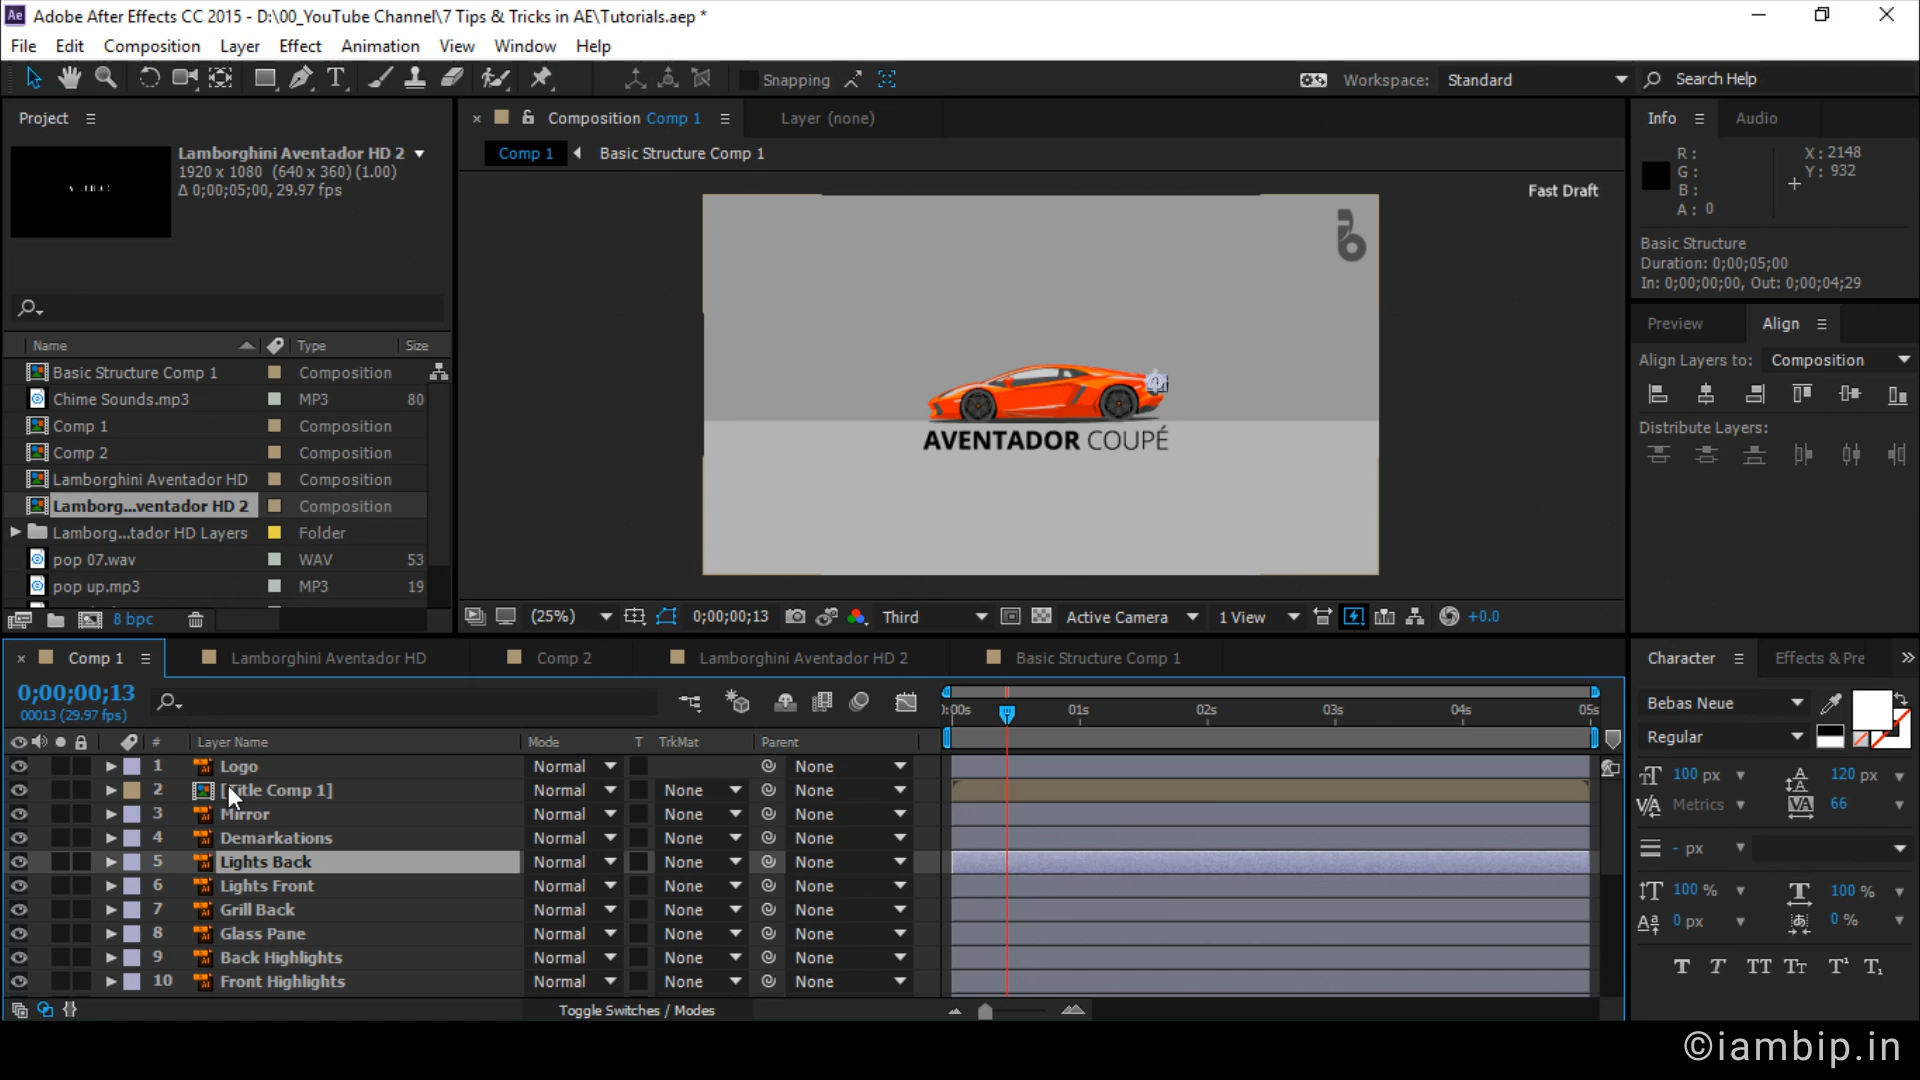 Adobe After Effects CC 2015 - D:\00_YouTube Channel\7 Tips & Tricks in AE\Tutorials.aep *
File Edit Composition Layer Effect Animation View Window Help
Snapping Workspace: Standard Search Help
Project
Lamborghini Aventador HD 2
1920 x 1080 (640 x 360) (1.00)
Δ 0;00;05;00, 29.97 fps
Name Type Size
Basic Structure Comp 1 Composition
Chime Sounds.mp3 MP3 80
Comp 1 Composition
Comp 2 Composition
Lamborghini Aventador HD Composition
Lamborg...ventador HD 2 Composition
Lamborg...tador HD Layers Folder
pop 07.wav WAV 53
pop up.mp3 MP3 19
8 bpc
Composition Comp 1 Layer (none)
Comp 1 Basic Structure Comp 1
Fast Draft
AVENTADOR COUPÉ
(25%) 0;00;00;13 Third Active Camera 1 View +0.0
Info Audio
R: X: 2148
G: Y: 932
B:
A: 0
Basic Structure
Duration: 0;00;05;00
In: 0;00;00;00, Out: 0;00;04;29
Preview Align
Align Layers to: Composition
Distribute Layers:
Comp 1 Lamborghini Aventador HD Comp 2 Lamborghini Aventador HD 2 Basic Structure Comp 1
0;00;00;13
00013 (29.97 fps)
):00s 01s 02s 03s 04s 05s
# Layer Name Mode T TrkMat Parent
1 Logo Normal None
2 [Title Comp 1] Normal None None
3 Mirror Normal None None
4 Demarkations Normal None None
5 Lights Back Normal None None
6 Lights Front Normal None None
7 Grill Back Normal None None
8 Glass Pane Normal None None
9 Back Highlights Normal None None
10 Front Highlights Normal None None
Toggle Switches / Modes
Character Effects & Pre
Bebas Neue
Regular
100 px 120 px
Metrics 66
- px
100 % 100 %
0 px 0 %
T T TT Tt T¹ T₁
©iambip.in